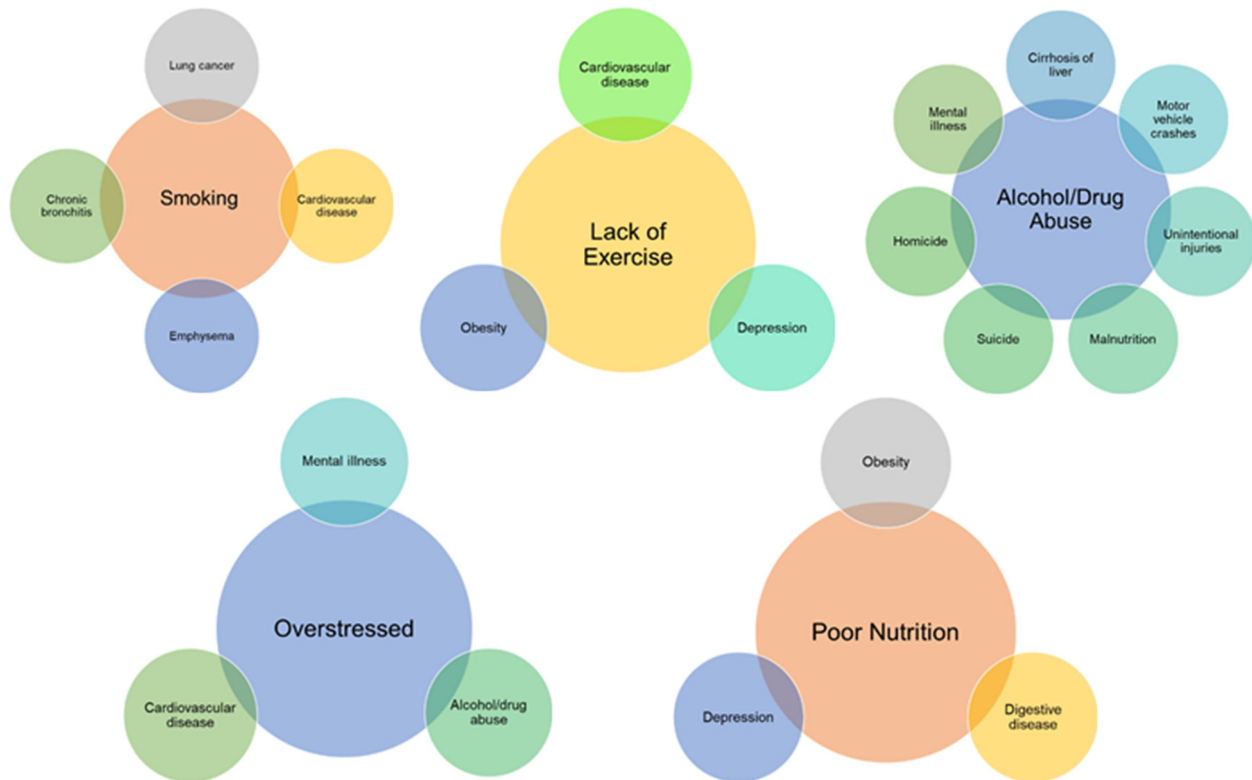 Lung cancer
Chronic
bronchitis
Smoking
Cardiovascular
disease
Emphysema
Cardiovascular
disease
Lack of
Exercise
Obesity
Depression
Cirrhosis of
liver
Mental
illness
Motor
vehicle
crashes
Alcohol/Drug
Abuse
Homicide
Unintentional
injuries
Suicide
Malnutrition
Mental illness
Overstressed
Cardiovascular
disease
Alcohol/drug
abuse
Obesity
Poor Nutrition
Depression
Digestive
disease